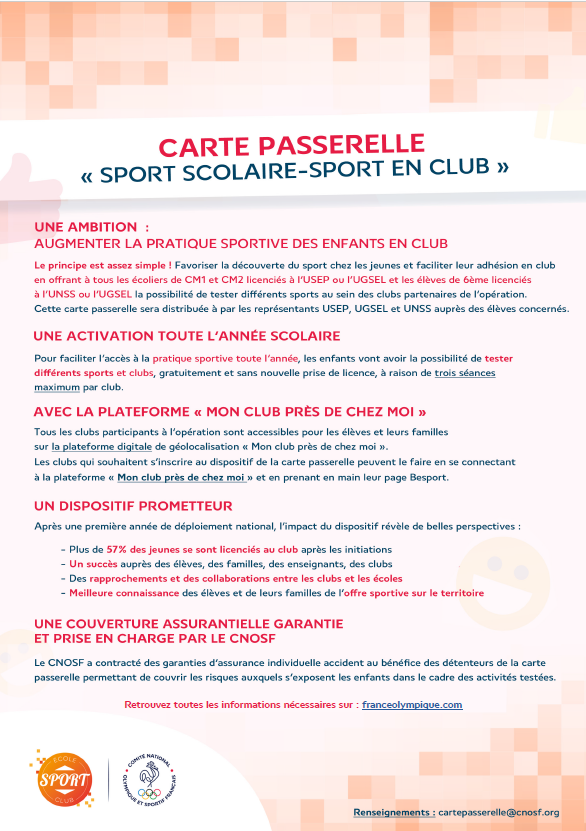 CARTE PASSERELLE
« SPORT SCOLAIRE-SPORT EN CLUB »
UNE AMBITION :
AUGMENTER LA PRATIQUE SPORTIVE DES ENFANTS EN CLUB
Le principe est assez simple ! Favoriser la découverte du sport chez les jeunes et faciliter leur adhésion en club
en offrant à tous les écoliers de CM1 et CM2 licenciés à l'USEP ou l'UGSEL et les élèves de 6ème licenciés
à l'UNSS ou l'UGSEL la possibilité de tester différents sports au sein des clubs partenaires de l'opération.
Cette carte passerelle sera distribuée à par les représentants USEP, UGSEL et UNSS auprès des élèves concernés.
UNE ACTIVATION TOUTE L'ANNÉE SCOLAIRE
Pour faciliter l'accès à la pratique sportive toute l'année, les enfants vont avoir la possibilité de tester
différents sports et clubs, gratuitement et sans nouvelle prise de licence, à raison de trois séances
maximum par club.
AVEC LA PLATEFORME « MON CLUB PRÈS DE CHEZ MOI »
Tous les clubs participants à l'opération sont accessibles pour les élèves et leurs familles
sur la plateforme digitale de géolocalisation « Mon club près de chez moi ».
Les clubs qui souhaitent s'inscrire au dispositif de la carte passerelle peuvent le faire en se connectant
à la plateforme « Mon club près de chez moi » et en prenant en main leur page Besport.
UN DISPOSITIF PROMETTEUR
Après une première année de déploiement national, l'impact du dispositif révèle de belles perspectives :
- Plus de 57% des jeunes se sont licenciés au club après les initiations
- Un succès auprès des élèves, des familles, des enseignants, des clubs
- Des rapprochements et des collaborations entre les clubs et les écoles
- Meilleure connaissance des élèves et de leurs familles de l'offre sportive sur le territoire
UNE COUVERTURE ASSURANTIELLE GARANTIE
ET PRISE EN CHARGE PAR LE CNOSF
Le CNOSF a contracté des garanties d'assurance individuelle accident au bénéfice des détenteurs de la carte
passerelle permettant de couvrir les risques auxquels s'exposent les enfants dans le cadre des activités testées.
Retrouvez toutes les informations nécessaires sur : franceolympique.com
ÉCOLE
SPORT
CLUB
COMITÉ NATIONAL
OLYMPIQUE ET SPORTIF FRANÇAIS
Renseignements : cartepasserelle@cnosf.org